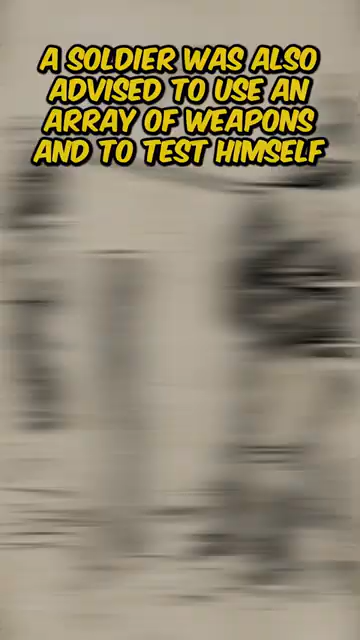 A SOLDIER WAS ALSO
ADVISED TO USE AN
ARRAY OF WEAPONS
AND TO TEST HIMSELF